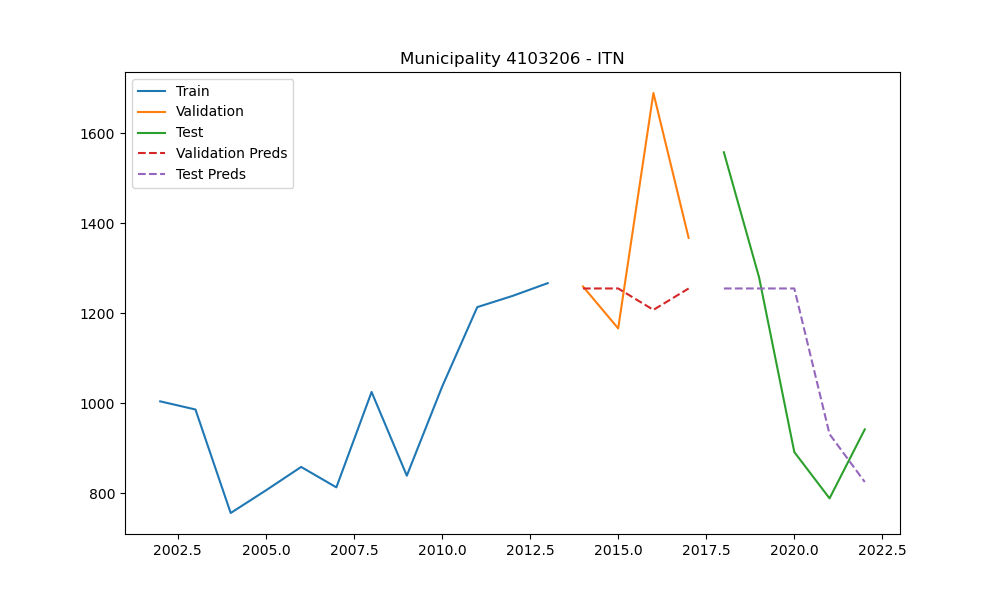 Municipality 4103206 - ITN
Train
Validation
Test
Validation Preds
Test Preds
1600
1400
1200
1000
800
2002.5 2005.0 2007.5 2010.0 2012.5 2015.0 2017.5 2020.0 2022.5